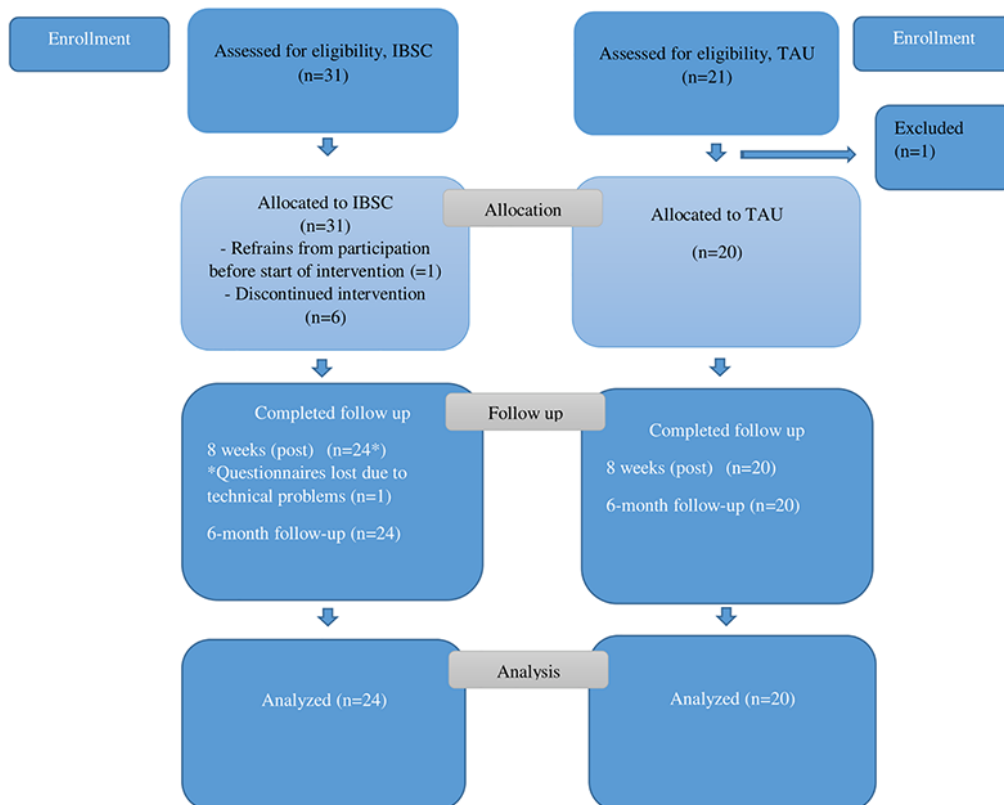 Enrollment
Assessed for eligibility, IBSC
(n=31)
Assessed for eligibility, TAU
(n=21)
Enrollment
Excluded
(n=1)
Allocated to IBSC
(n=31)
- Refrains from participation
before start of intervention (=1)
- Discontinued intervention
(n=6)
Allocation
Allocated to TAU
(n=20)
Completed follow up
8 weeks (post) (n=24*)
*Questionnaires lost due to
technical problems (n=1)
6-month follow-up (n=24)
Follow up
Completed follow up
8 weeks (post) (n=20)
6-month follow-up (n=20)
Analyzed (n=24)
Analysis
Analyzed (n=20)